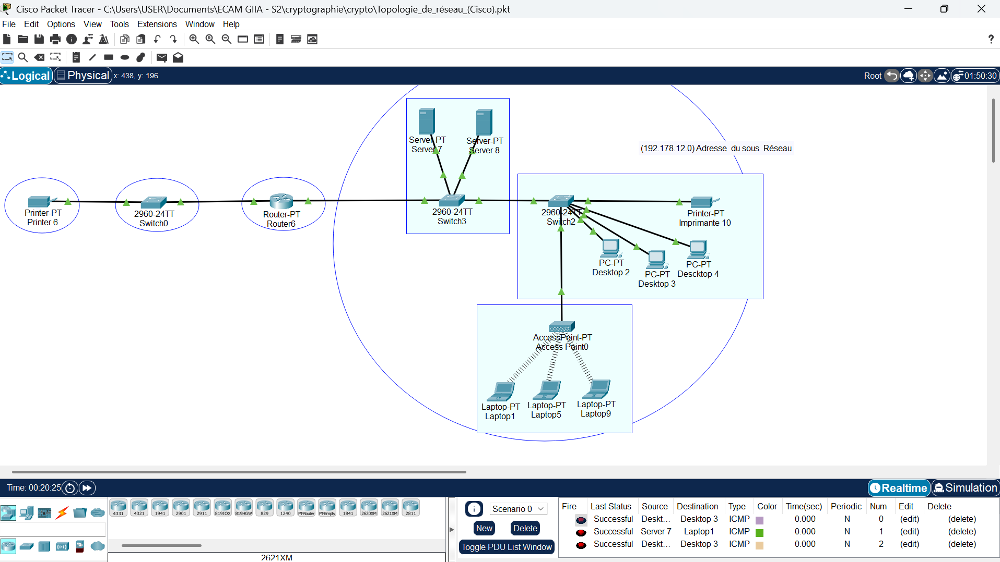 Cisco Packet Tracer - C:\Users\USER\Documents\ECAM GIIA - S2\cryptographie\crypto\Topologie_de_réseau_(Cisco).pkt
File Edit Options View Tools Extensions Window Help
?
Logical Physical x: 438, y: 196 Root 01:50:30
Server-PT
Server 7
Server-PT
Server 8
(192.178.12.0) Adresse du sous Réseau
Printer-PT
Printer 6
2960-24TT
Switch0
Router-PT
Router6
2960-24TT
Switch3
2960-24TT
Switch2
Printer-PT
Imprimante 10
PC-PT
Desktop 2
PC-PT
Desktop 3
PC-PT
Descktop 4
AccessPoint-PT
Access Point0
Laptop-PT
Laptop1
Laptop-PT
Laptop5
Laptop-PT
Laptop9
Time: 00:20:25 Realtime Simulation
4331 4321 1941 2901 2911 819IOX 819HGW 829 1240 PT-Router PT-Empty 1841 2620XM 2621XM 2811
2621XM
Scenario 0
New Delete
Toggle PDU List Window
Fire Last Status Source Destination Type Color Time(sec) Periodic Num Edit Delete
Successful Deskt... Desktop 3 ICMP 0.000 N 0 (edit) (delete)
Successful Server 7 Laptop1 ICMP 0.000 N 1 (edit) (delete)
Successful Deskt... Desktop 3 ICMP 0.000 N 2 (edit) (delete)